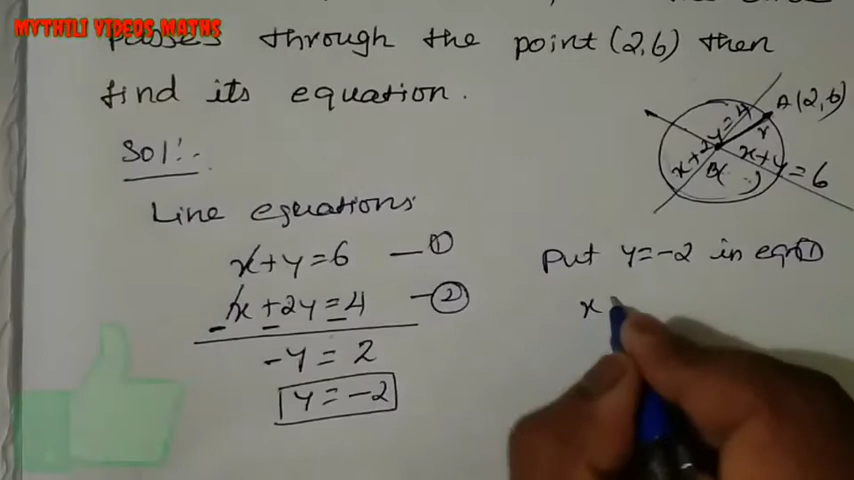 MYTHILI VIDEOS MATHS
passes through the point (2,6) then
find its equation.
Sol:-
Line equations
x+y=6 — ①
x+2y=4 — ②
- - -
-y = 2
y = -2
A(2,6)
r
x+2y=4
x+y=6
B( , )
put y=-2 in eqn①
x